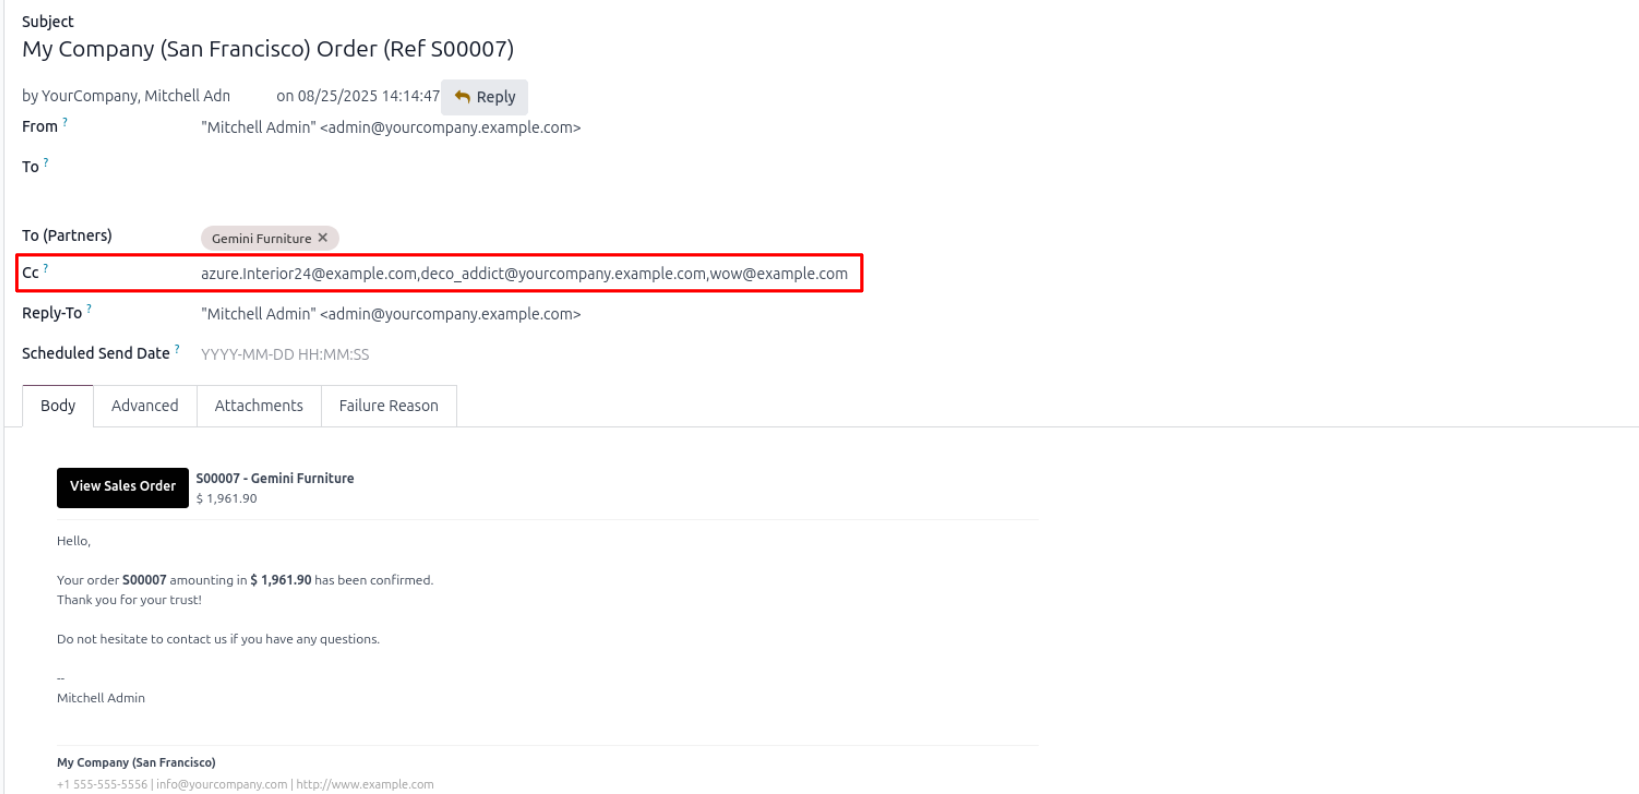 Subject
My Company (San Francisco) Order (Ref S00007)
by YourCompany, Mitchell Adn on 08/25/2025 14:14:47 Reply
From ? "Mitchell Admin" <admin@yourcompany.example.com>
To ?
To (Partners) Gemini Furniture ✕
Cc ? azure.Interior24@example.com,deco_addict@yourcompany.example.com,wow@example.com
Reply-To ? "Mitchell Admin" <admin@yourcompany.example.com>
Scheduled Send Date ? YYYY-MM-DD HH:MM:SS
Body Advanced Attachments Failure Reason
View Sales Order S00007 - Gemini Furniture
$ 1,961.90
Hello,
Your order S00007 amounting in $ 1,961.90 has been confirmed.
Thank you for your trust!
Do not hesitate to contact us if you have any questions.
--
Mitchell Admin
My Company (San Francisco)
+1 555-555-5556 | info@yourcompany.com | http://www.example.com